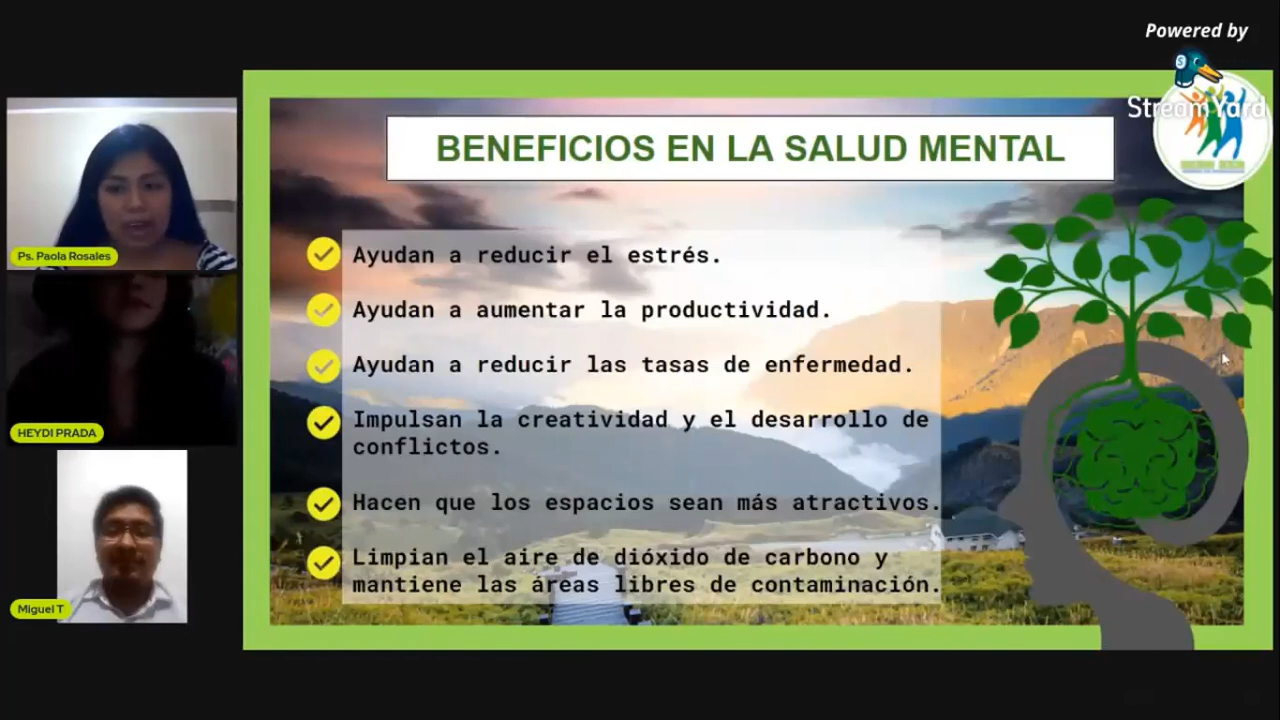 Powered by
StreamYard
BENEFICIOS EN LA SALUD MENTAL
Ayudan a reducir el estrés.
Ayudan a aumentar la productividad.
Ayudan a reducir las tasas de enfermedad.
Impulsan la creatividad y el desarrollo de
conflictos.
Hacen que los espacios sean más atractivos.
Limpian el aire de dióxido de carbono y
mantiene las áreas libres de contaminación.
Ps. Paola Rosales
HEYDI PRADA
Miguel T